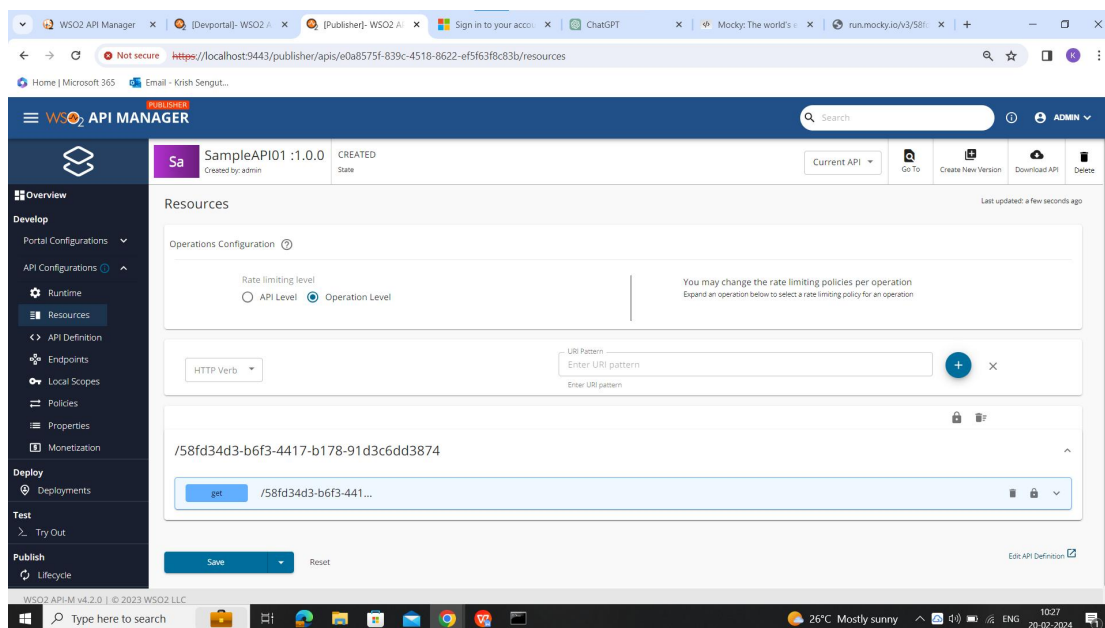 WSO2 API Manager
[Devportal]- WSO2 A
[Publisher]- WSO2 A
Sign in to your accou
ChatGPT
Mocky: The world's
run.mocky.io/v3/58f
Not secure https://localhost:9443/publisher/apis/e0a8575f-839c-4518-8622-ef5f63f8c83b/resources
K
Home | Microsoft 365
Email - Krish Sengut...
WSO2 API MANAGER
PUBLISHER
Search
ADMIN
Sa
SampleAPI01 :1.0.0
Created by: admin
CREATED
State
Current API
Go To
Create New Version
Download API
Delete
Overview
Develop
Portal Configurations
API Configurations
Runtime
Resources
API Definition
Endpoints
Local Scopes
Policies
Properties
Monetization
Deploy
Deployments
Test
Try Out
Publish
Lifecycle
Resources
Last updated: a few seconds ago
Operations Configuration
Rate limiting level
API Level
Operation Level
You may change the rate limiting policies per operation
Expand an operation below to select a rate limiting policy for an operation
HTTP Verb
URI Pattern
Enter URI pattern
Enter URI pattern
/58fd34d3-b6f3-4417-b178-91d3c6dd3874
get
/58fd34d3-b6f3-441...
Save
Reset
Edit API Definition
WSO2 API-M v4.2.0 | © 2023 WSO2 LLC
Type here to search
26°C Mostly sunny
ENG
10:27
20-02-2024